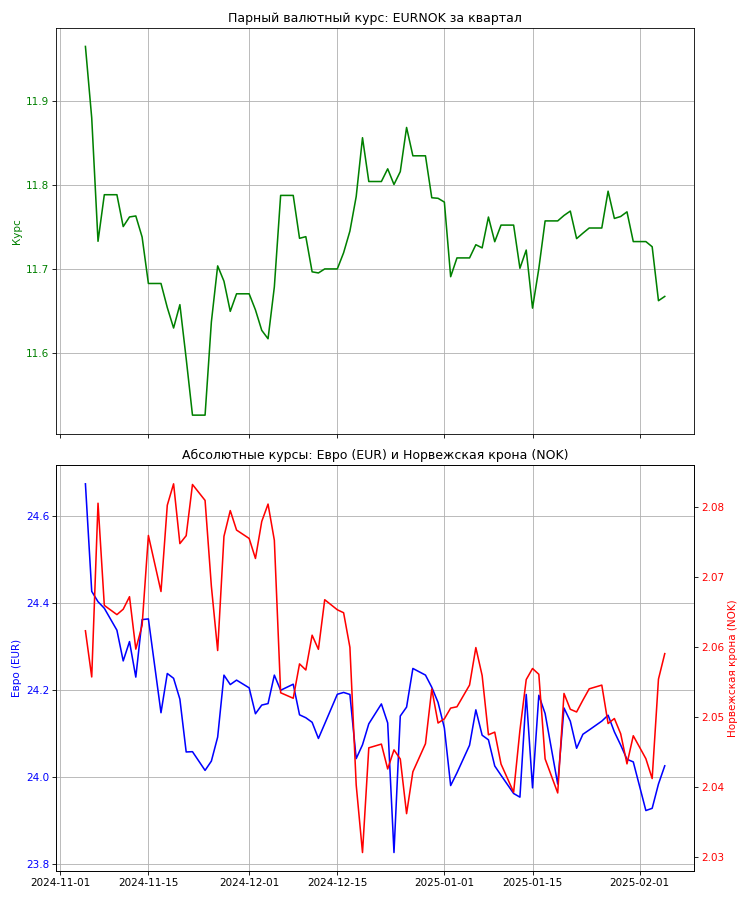 Парный валютный курс: EURNOK за квартал
11.9
11.8
11.7
11.6
Курс
Абсолютные курсы: Евро (EUR) и Норвежская крона (NOK)
24.6
24.4
24.2
24.0
23.8
Евро (EUR)
2.08
2.07
2.06
2.05
2.04
2.03
Норвежская крона (NOK)
2024-11-01 2024-11-15 2024-12-01 2024-12-15 2025-01-01 2025-01-15 2025-02-01